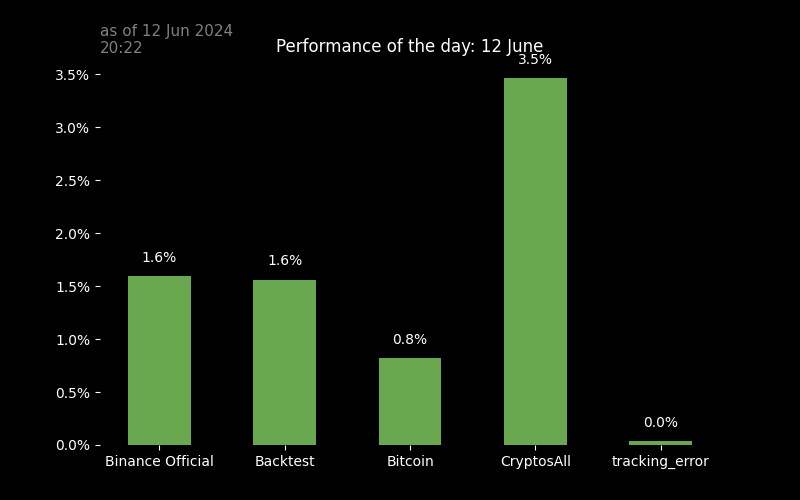 as of 12 Jun 2024
20:22
Performance of the day: 12 June
3.5%
3.5%
3.0%
2.5%
2.0%
1.6%
1.6%
1.5%
1.0%
0.8%
0.5%
0.0%
0.0%
Binance Official
Backtest
Bitcoin
CryptosAll
tracking_error